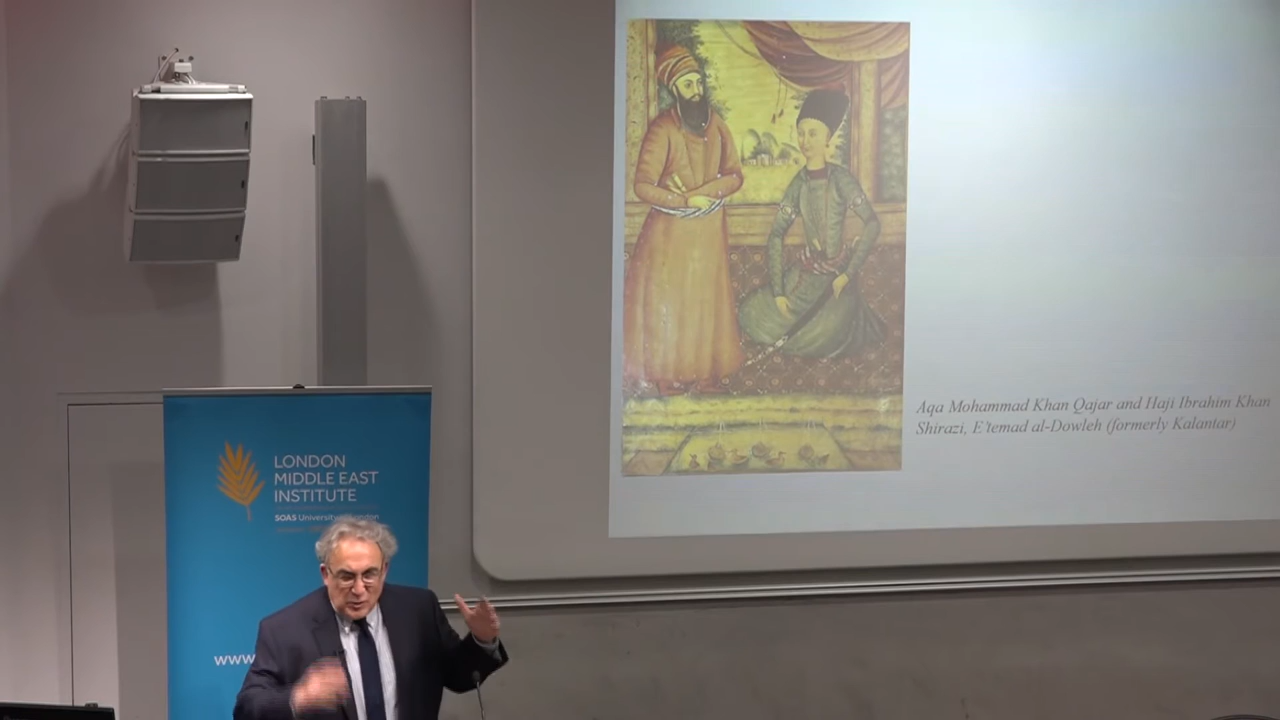 Aqa Mohammad Khan Qajar and Haji Ibrahim Khan
Shirazi, E'temad al-Dowleh (formerly Kalantar)
LONDON
MIDDLE EAST
INSTITUTE
SOAS University of London
www